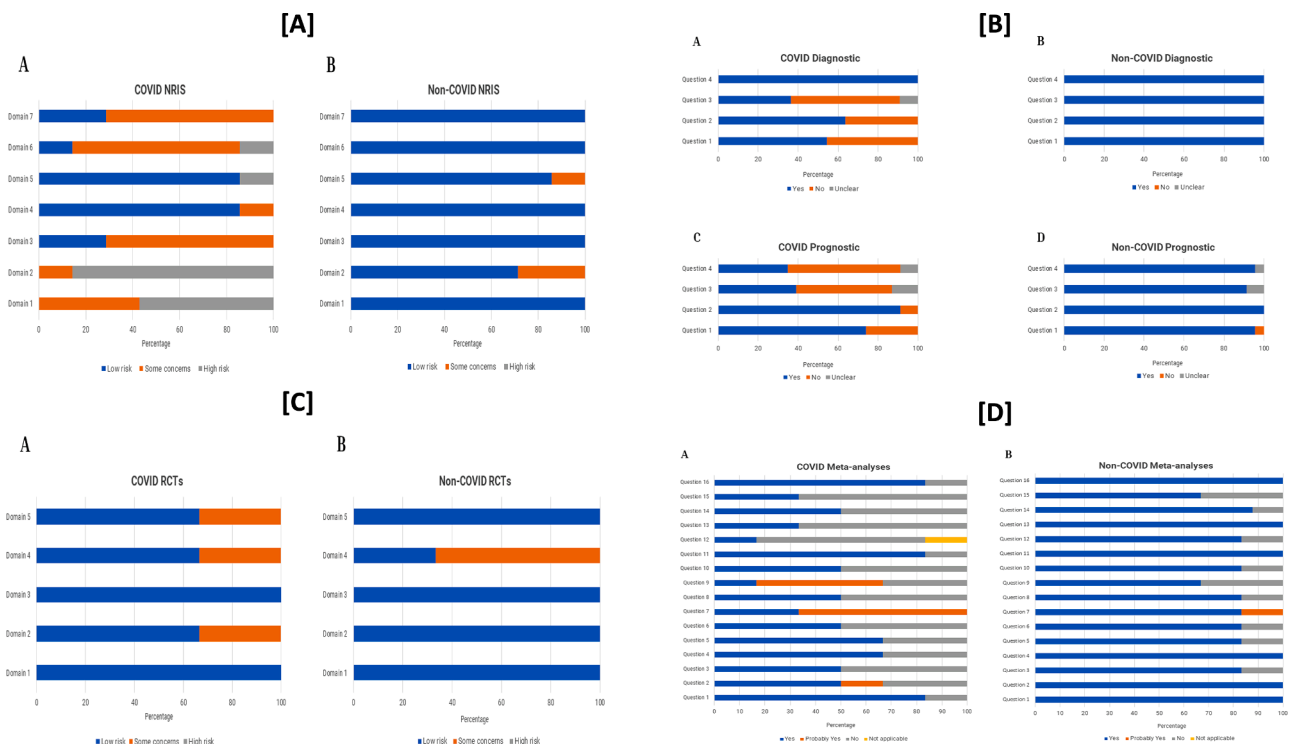 [A]
A
B
COVID NRIS
Non-COVID NRIS
Domain 7
Domain 6
Domain 5
Domain 4
Domain 3
Domain 2
Domain 1
0 20 40 60 80 100
Percentage
Low risk Some concerns High risk
Domain 7
Domain 6
Domain 5
Domain 4
Domain 3
Domain 2
Domain 1
0 20 40 60 80 100
Percentage
Low risk Some concerns High risk
[B]
A
B
COVID Diagnostic
Question 4
Question 3
Question 2
Question 1
0 20 40 60 80 100
Percentage
Yes No Unclear
Non-COVID Diagnostic
Question 4
Question 3
Question 2
Question 1
0 20 40 60 80 100
Percentage
Yes No Unclear
C
D
COVID Prognostic
Question 4
Question 3
Question 2
Question 1
0 20 40 60 80 100
Percentage
Yes No Unclear
Non-COVID Prognostic
Question 4
Question 3
Question 2
Question 1
0 20 40 60 80 100
Percentage
Yes No Unclear
[C]
A
B
COVID RCTs
Domain 5
Domain 4
Domain 3
Domain 2
Domain 1
0 20 40 60 80 100
Percentage
Low risk Some concerns High risk
Non-COVID RCTs
Domain 5
Domain 4
Domain 3
Domain 2
Domain 1
0 20 40 60 80 100
Percentage
Low risk Some concerns High risk
[D]
A
B
COVID Meta-analyses
Question 16
Question 15
Question 14
Question 13
Question 12
Question 11
Question 10
Question 9
Question 8
Question 7
Question 6
Question 5
Question 4
Question 3
Question 2
Question 1
0 10 20 30 40 50 60 70 80 90 100
Percentage
Yes Probably Yes No Not applicable
Non-COVID Meta-analyses
Question 16
Question 15
Question 14
Question 13
Question 12
Question 11
Question 10
Question 9
Question 8
Question 7
Question 6
Question 5
Question 4
Question 3
Question 2
Question 1
0 10 20 30 40 50 60 70 80 90 100
Percentage
Yes Probably Yes No Not applicable